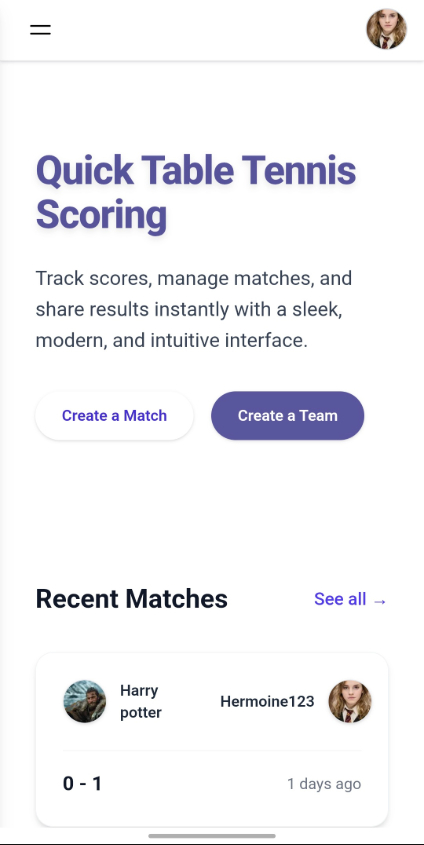 Quick Table Tennis
Scoring
Track scores, manage matches, and
share results instantly with a sleek,
modern, and intuitive interface.
Create a Match
Create a Team
Recent Matches
See all →
Harry
potter
Hermoine123
0 - 1
1 days ago